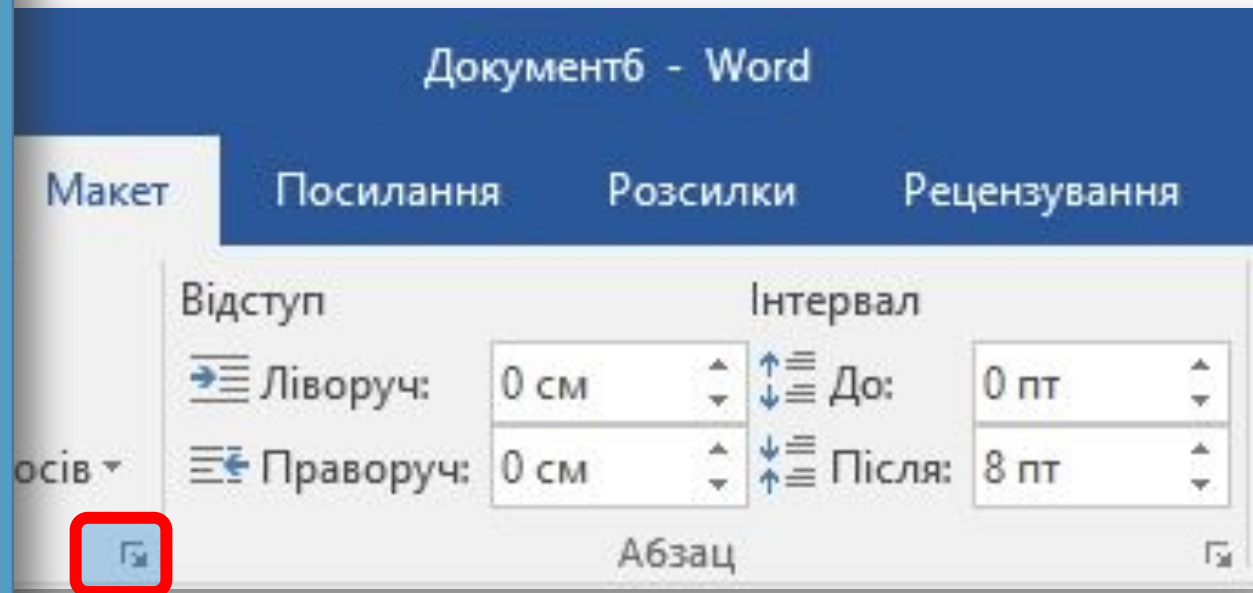 Документ6 - Word
Макет Посилання Розсилки Рецензування
Відступ Інтервал
Ліворуч: 0 см До: 0 пт
осів Праворуч: 0 см Після: 8 пт
Абзац